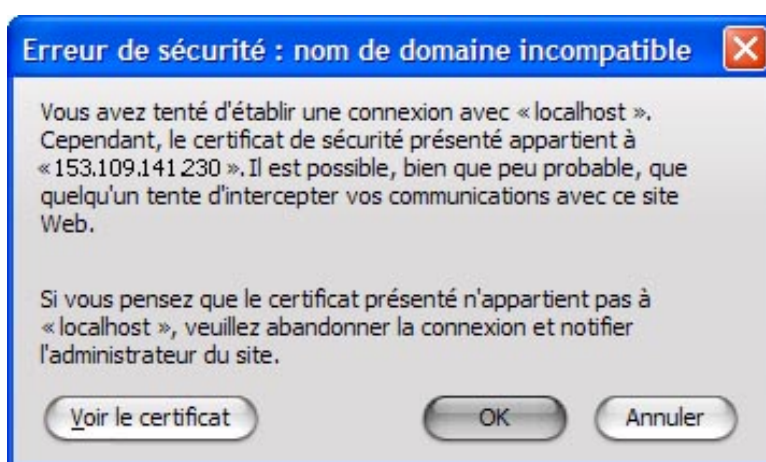 Erreur de sécurité : nom de domaine incompatible
Vous avez tenté d'établir une connexion avec « localhost ».
Cependant, le certificat de sécurité présenté appartient à
« 153.109.141.230 ». Il est possible, bien que peu probable, que
quelqu'un tente d'intercepter vos communications avec ce site
Web.
Si vous pensez que le certificat présenté n'appartient pas à
« localhost », veuillez abandonner la connexion et notifier
l'administrateur du site.
Voir le certificat
OK
Annuler